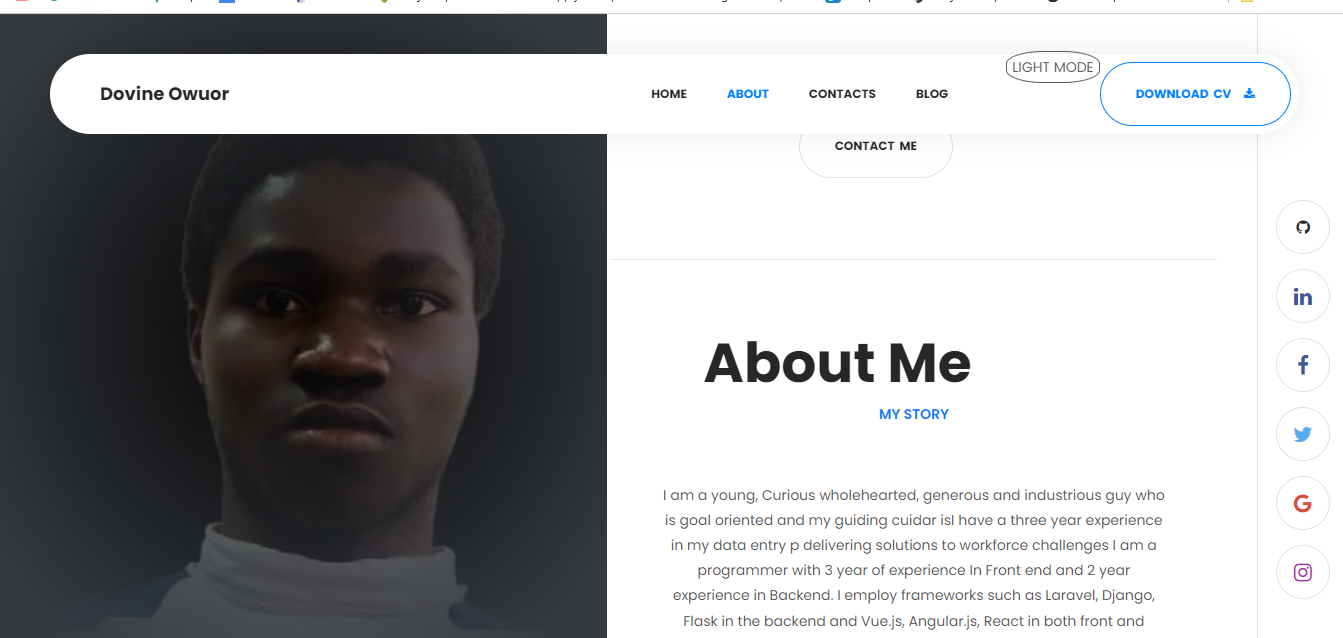 Dovine Owuor
HOME
ABOUT
CONTACTS
BLOG
LIGHT MODE
DOWNLOAD CV
CONTACT ME
About Me
MY STORY
I am a young, Curious wholehearted, generous and industrious guy who
is goal oriented and my guiding cuidar isI have a three year experience
in my data entry p delivering solutions to workforce challenges I am a
programmer with 3 year of experience In Front end and 2 year
experience in Backend. I employ frameworks such as Laravel, Django,
Flask in the backend and Vue.js, Angular.js, React in both front and